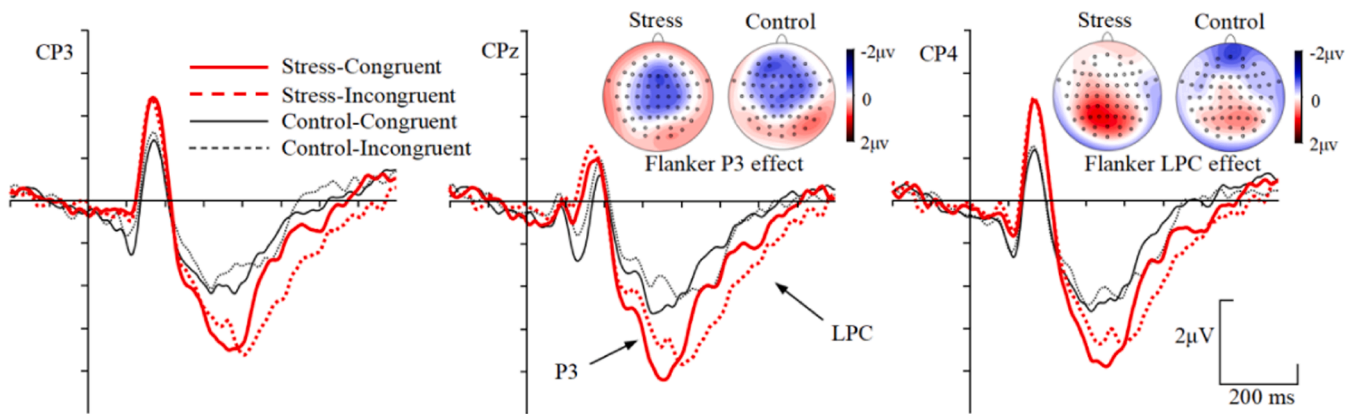 CP3
Stress-Congruent
Stress-Incongruent
Control-Congruent
Control-Incongruent
CPz
Stress
Control
-2μv
0
2μv
Flanker P3 effect
P3
LPC
CP4
Stress
Control
-2μv
0
2μv
Flanker LPC effect
2μV
200 ms